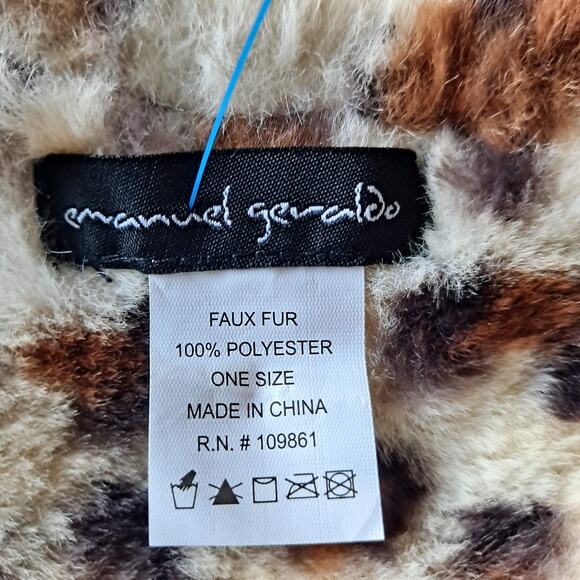 emanuel geraldo
FAUX FUR
100% POLYESTER
ONE SIZE
MADE IN CHINA
R.N. # 109861